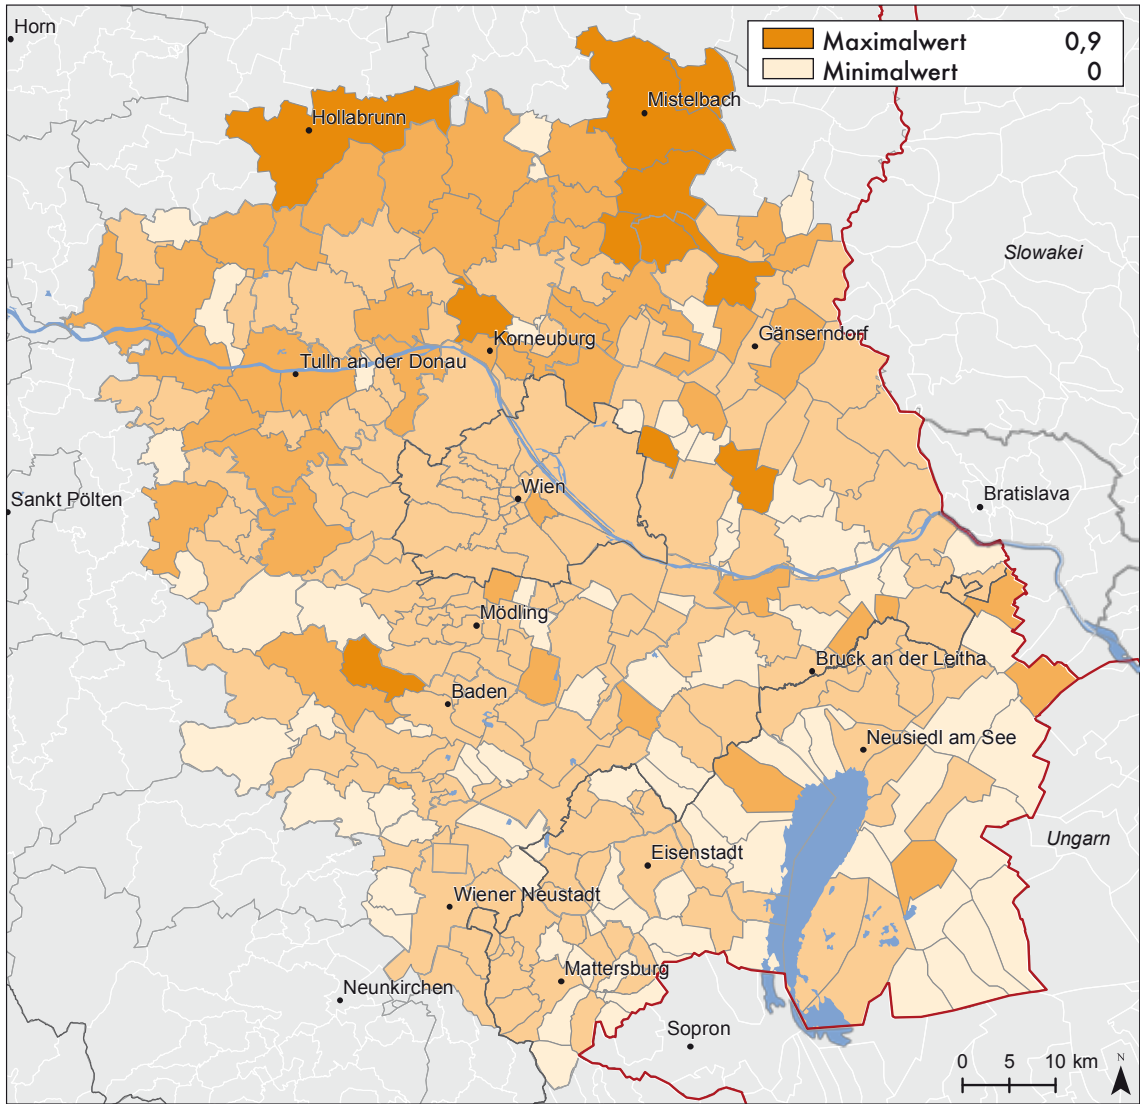 Horn
Maximalwert 0,9
Minimalwert 0
Mistelbach
Hollabrunn
Slowakei
Gänserndorf
Korneuburg
Tulln an der Donau
Wien
Bratislava
Sankt Pölten
Mödling
Bruck an der Leitha
Baden
Neusiedl am See
Ungarn
Eisenstadt
Wiener Neustadt
Mattersburg
Neunkirchen
Sopron
0 5 10 km
N